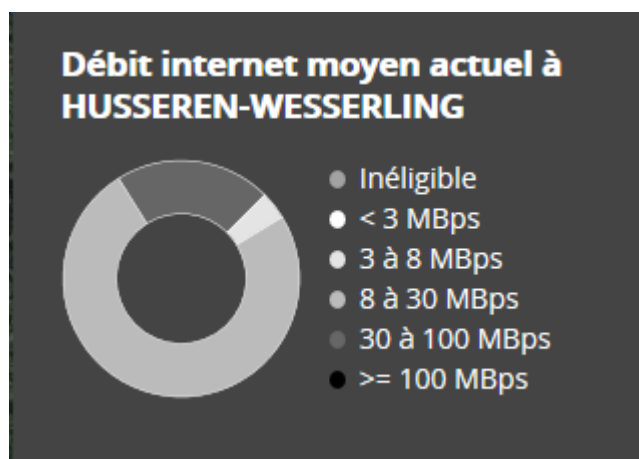 Débit internet moyen actuel à
HUSSEREN-WESSERLING
Inéligible
< 3 MBps
3 à 8 MBps
8 à 30 MBps
30 à 100 MBps
>= 100 MBps